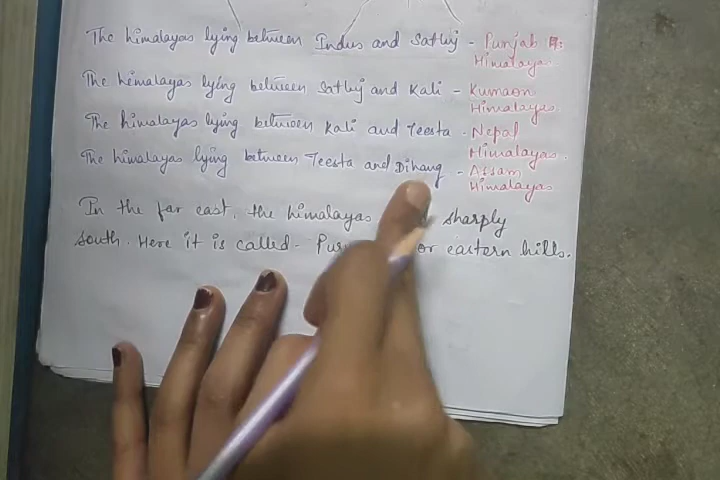 The himalayas lying between Indus and Satluj - Punjab
Himalaya
The himalayas lying between Satluj and Kali - Kumaon
Himalayas
The himalayas lying between Kali and Teesta - Nepal
Himalayas.
The himalayas lying between Teesta and Dihang - Assam
Himalayas
In the far east, the himalayas sharply
south. Here it is called - or eastern hills.